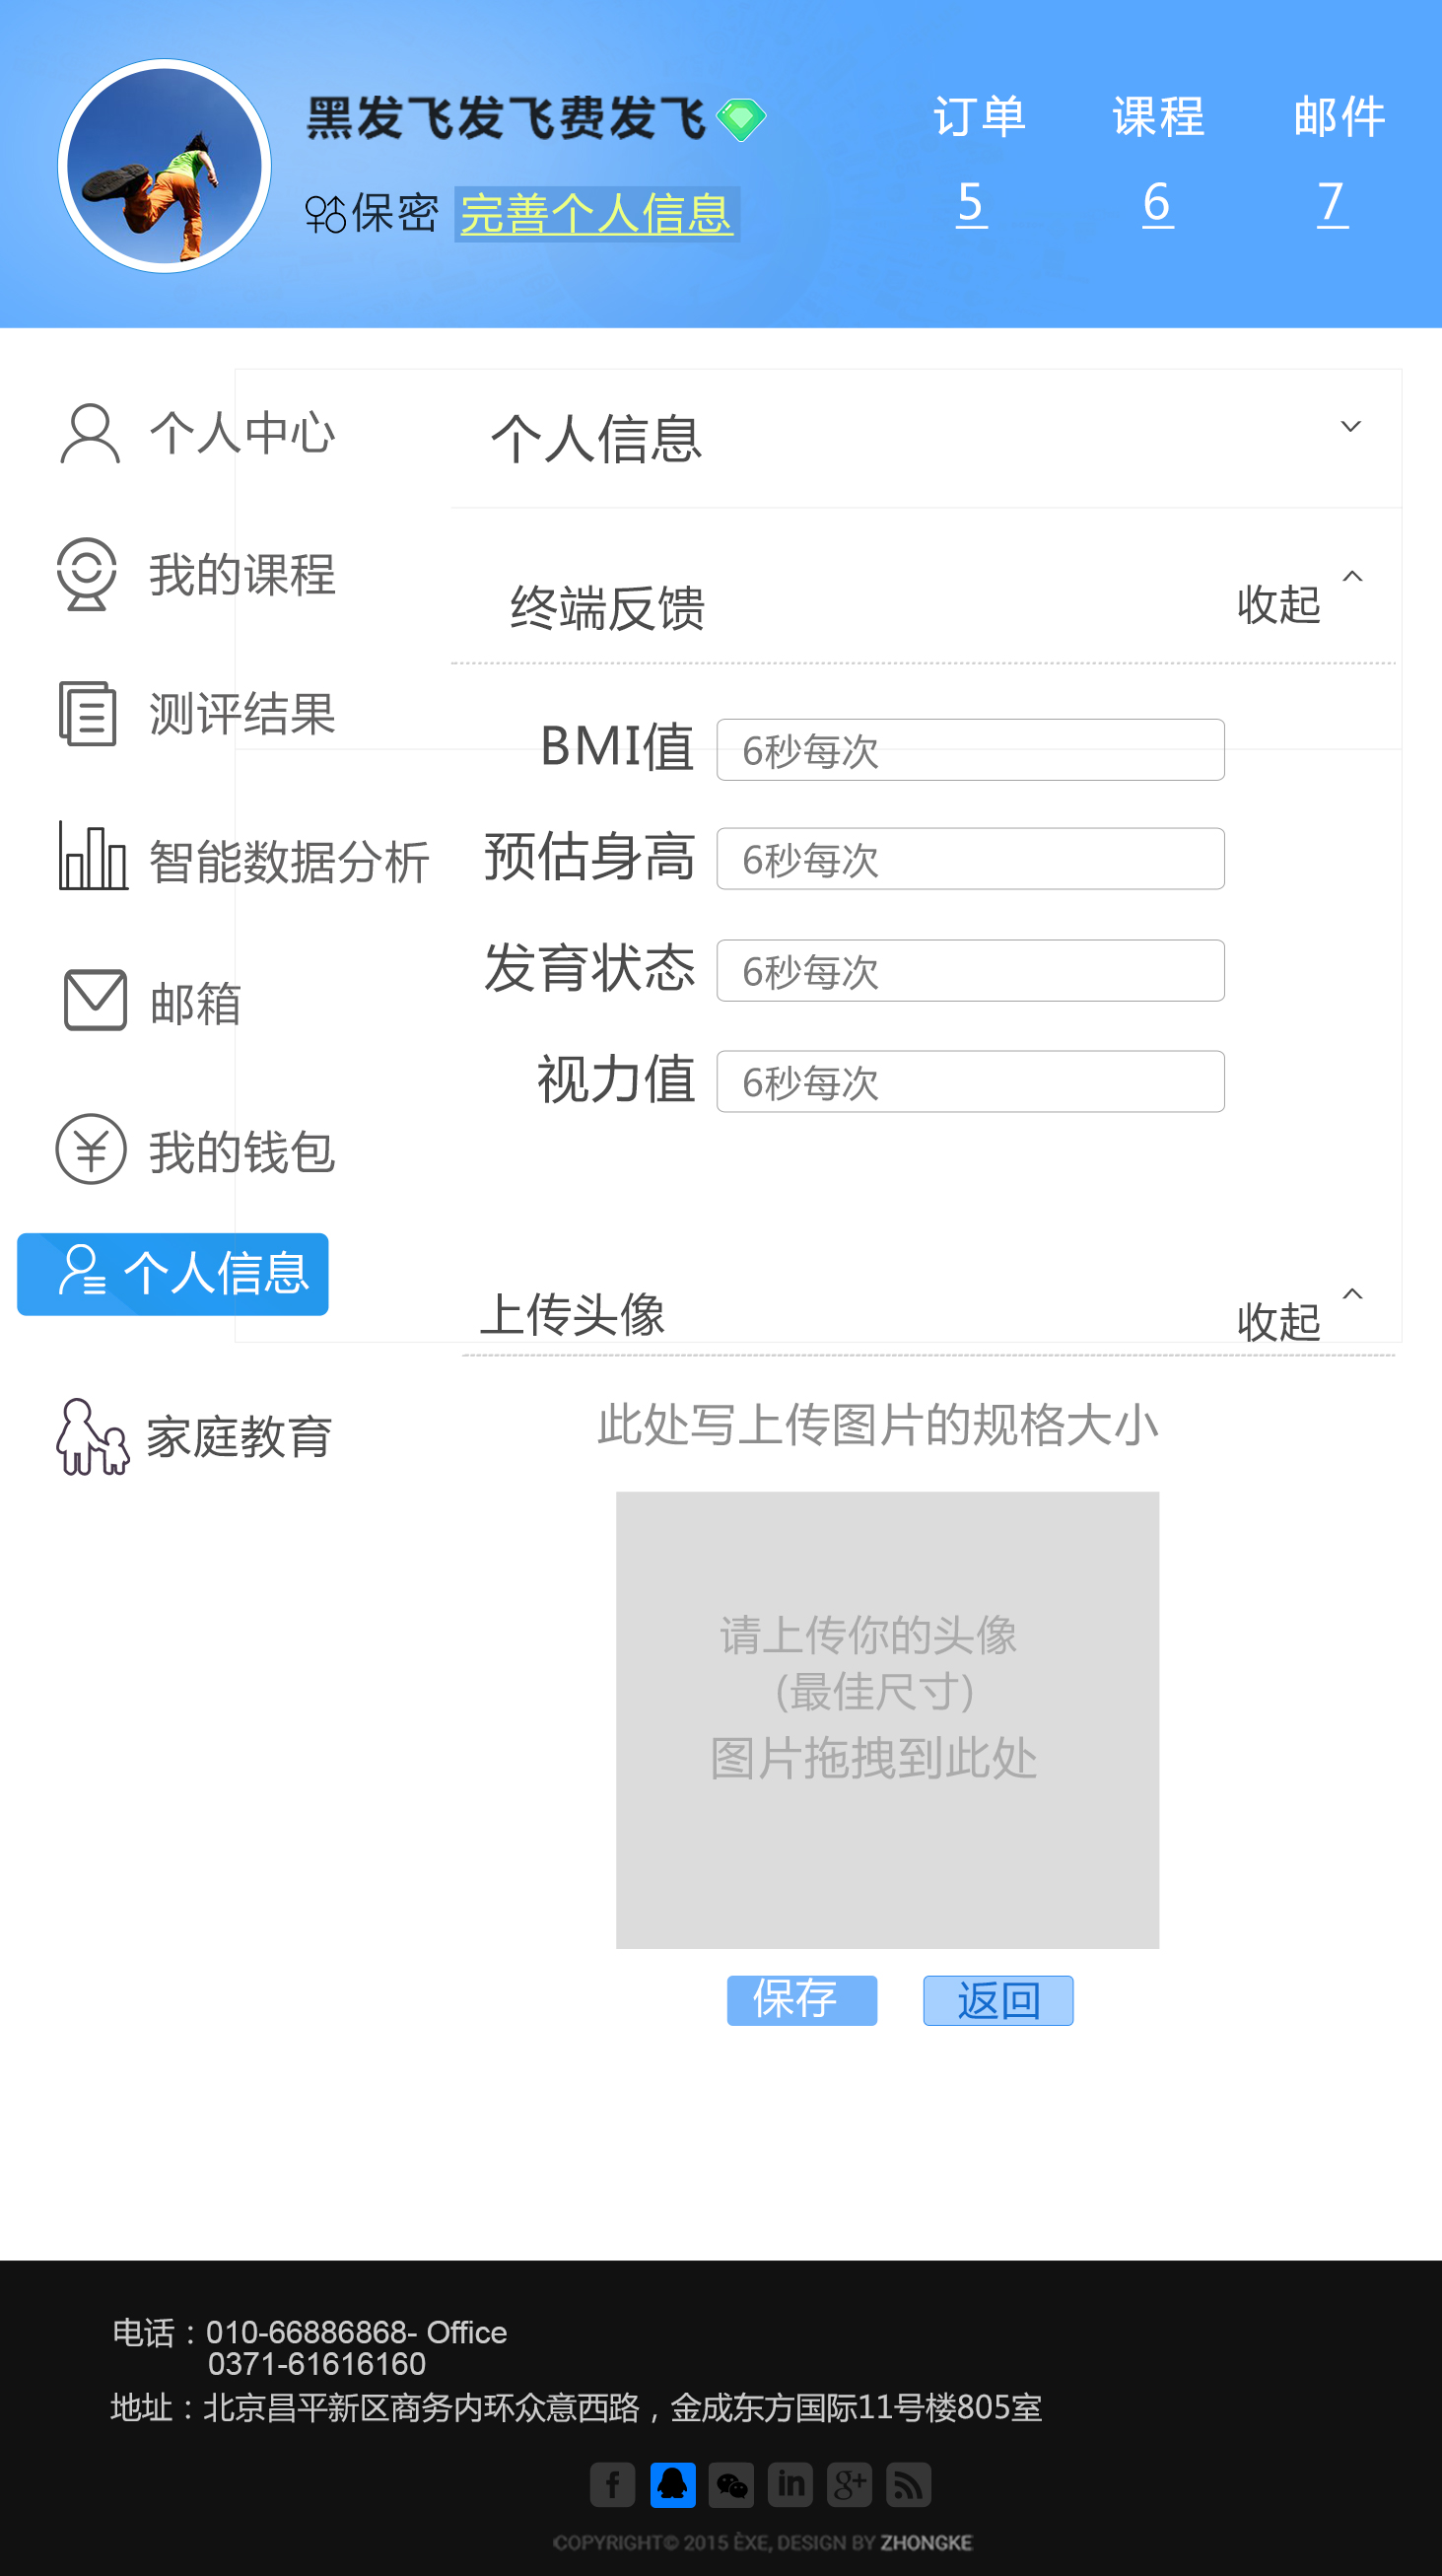 黑发飞发飞费发飞
保密 完善个人信息
订单 课程 邮件
5 6 7
个人中心
我的课程
测评结果
智能数据分析
邮箱
我的钱包
个人信息
家庭教育
个人信息
终端反馈 收起
BMI值 6秒每次
预估身高 6秒每次
发育状态 6秒每次
视力值 6秒每次
上传头像 收起
此处写上传图片的规格大小
请上传你的头像
(最佳尺寸)
图片拖拽到此处
保存 返回
电话：010-66886868- Office
0371-61616160
地址：北京昌平新区商务内环众意西路，金成东方国际11号楼805室
COPYRIGHT© 2015 ÈXE, DESIGN BY ZHONGKE